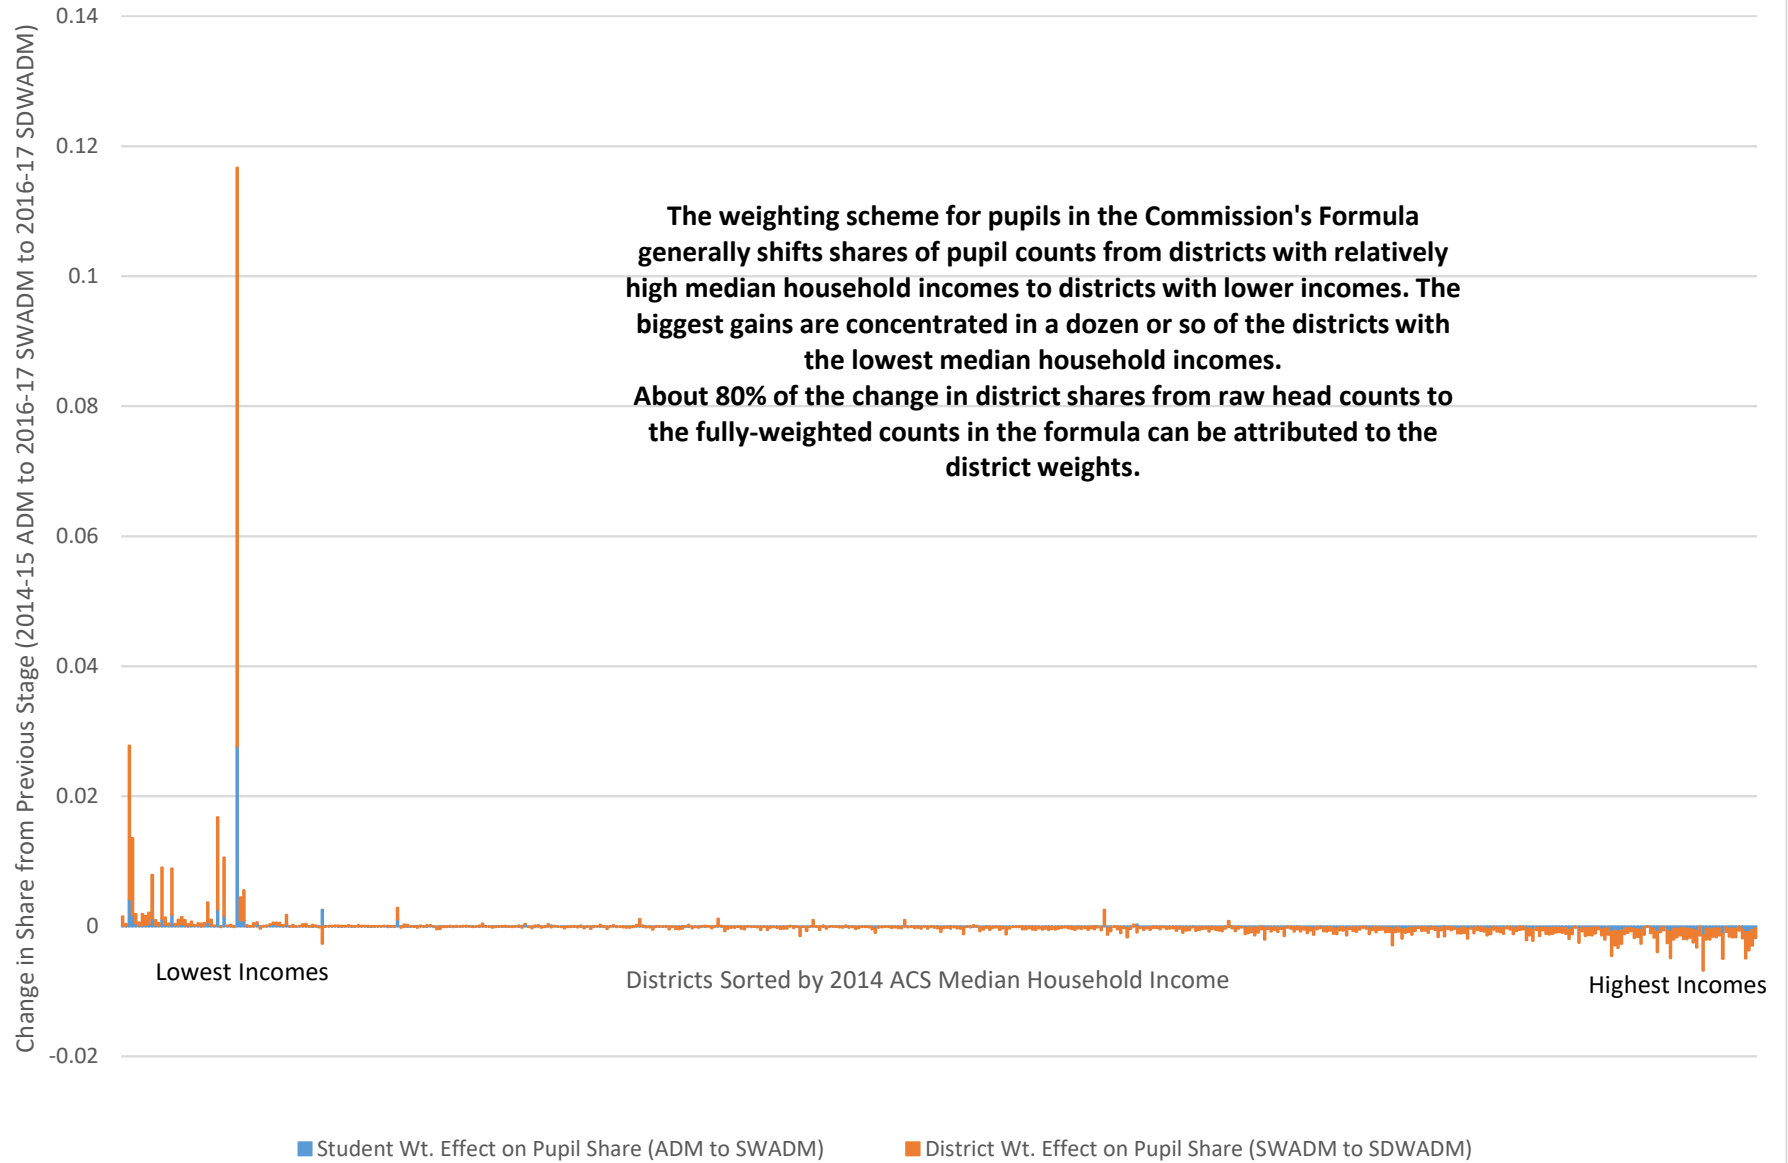 Change in Share from Previous Stage (2014-15 ADM to 2016-17 SWADM to 2016-17 SDWADM)
0.14
0.12
0.1
0.08
0.06
0.04
0.02
0
-0.02
The weighting scheme for pupils in the Commission's Formula
generally shifts shares of pupil counts from districts with relatively
high median household incomes to districts with lower incomes. The
biggest gains are concentrated in a dozen or so of the districts with
the lowest median household incomes.
About 80% of the change in district shares from raw head counts to
the fully-weighted counts in the formula can be attributed to the
district weights.
Lowest Incomes
Districts Sorted by 2014 ACS Median Household Income
Highest Incomes
Student Wt. Effect on Pupil Share (ADM to SWADM)
District Wt. Effect on Pupil Share (SWADM to SDWADM)